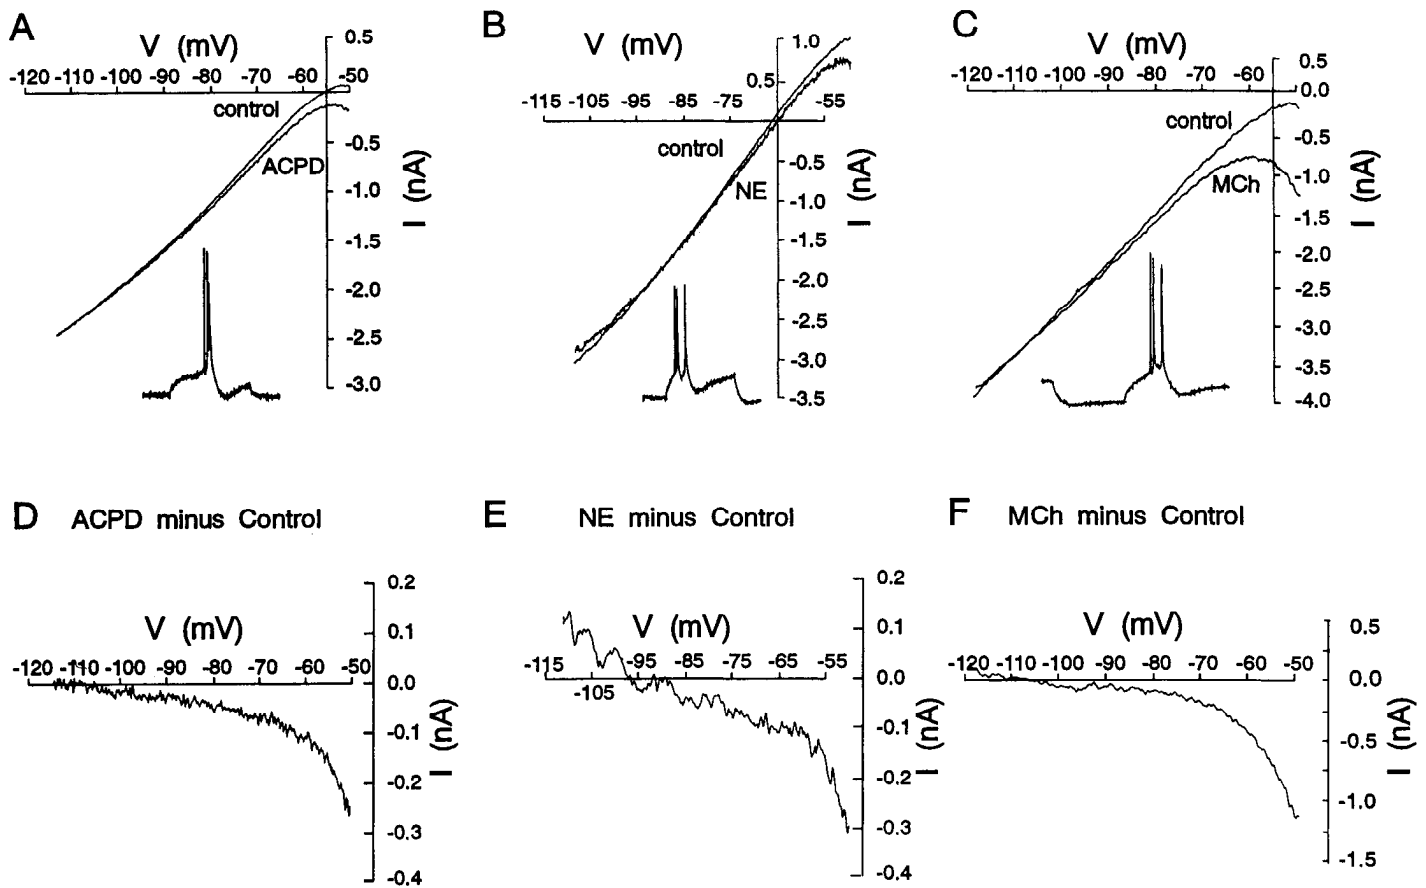 A
V (mV)
-120 -110 -100 -90 -80 -70 -60 -50
0.5
-0.5
-1.0
-1.5
-2.0
-2.5
-3.0
control
ACPD
I (nA)
B
V (mV)
-115 -105 -95 -85 -75 -55
1.0
0.5
-0.5
-1.0
-1.5
-2.0
-2.5
-3.0
-3.5
control
NE
I (nA)
C
V (mV)
-120 -110 -100 -90 -80 -70 -60
0.5
0.0
-0.5
-1.0
-1.5
-2.0
-2.5
-3.0
-3.5
-4.0
control
MCh
I (nA)
D ACPD minus Control
V (mV)
-120 -110 -100 -90 -80 -70 -60 -50
0.2
0.1
0.0
-0.1
-0.2
-0.3
-0.4
I (nA)
E NE minus Control
V (mV)
-115 -105 -95 -85 -75 -65 -55
0.2
0.1
0.0
-0.1
-0.2
-0.3
-0.4
I (nA)
F MCh minus Control
V (mV)
-120 -110 -100 -90 -80 -70 -60 -50
0.5
0.0
-0.5
-1.0
-1.5
I (nA)